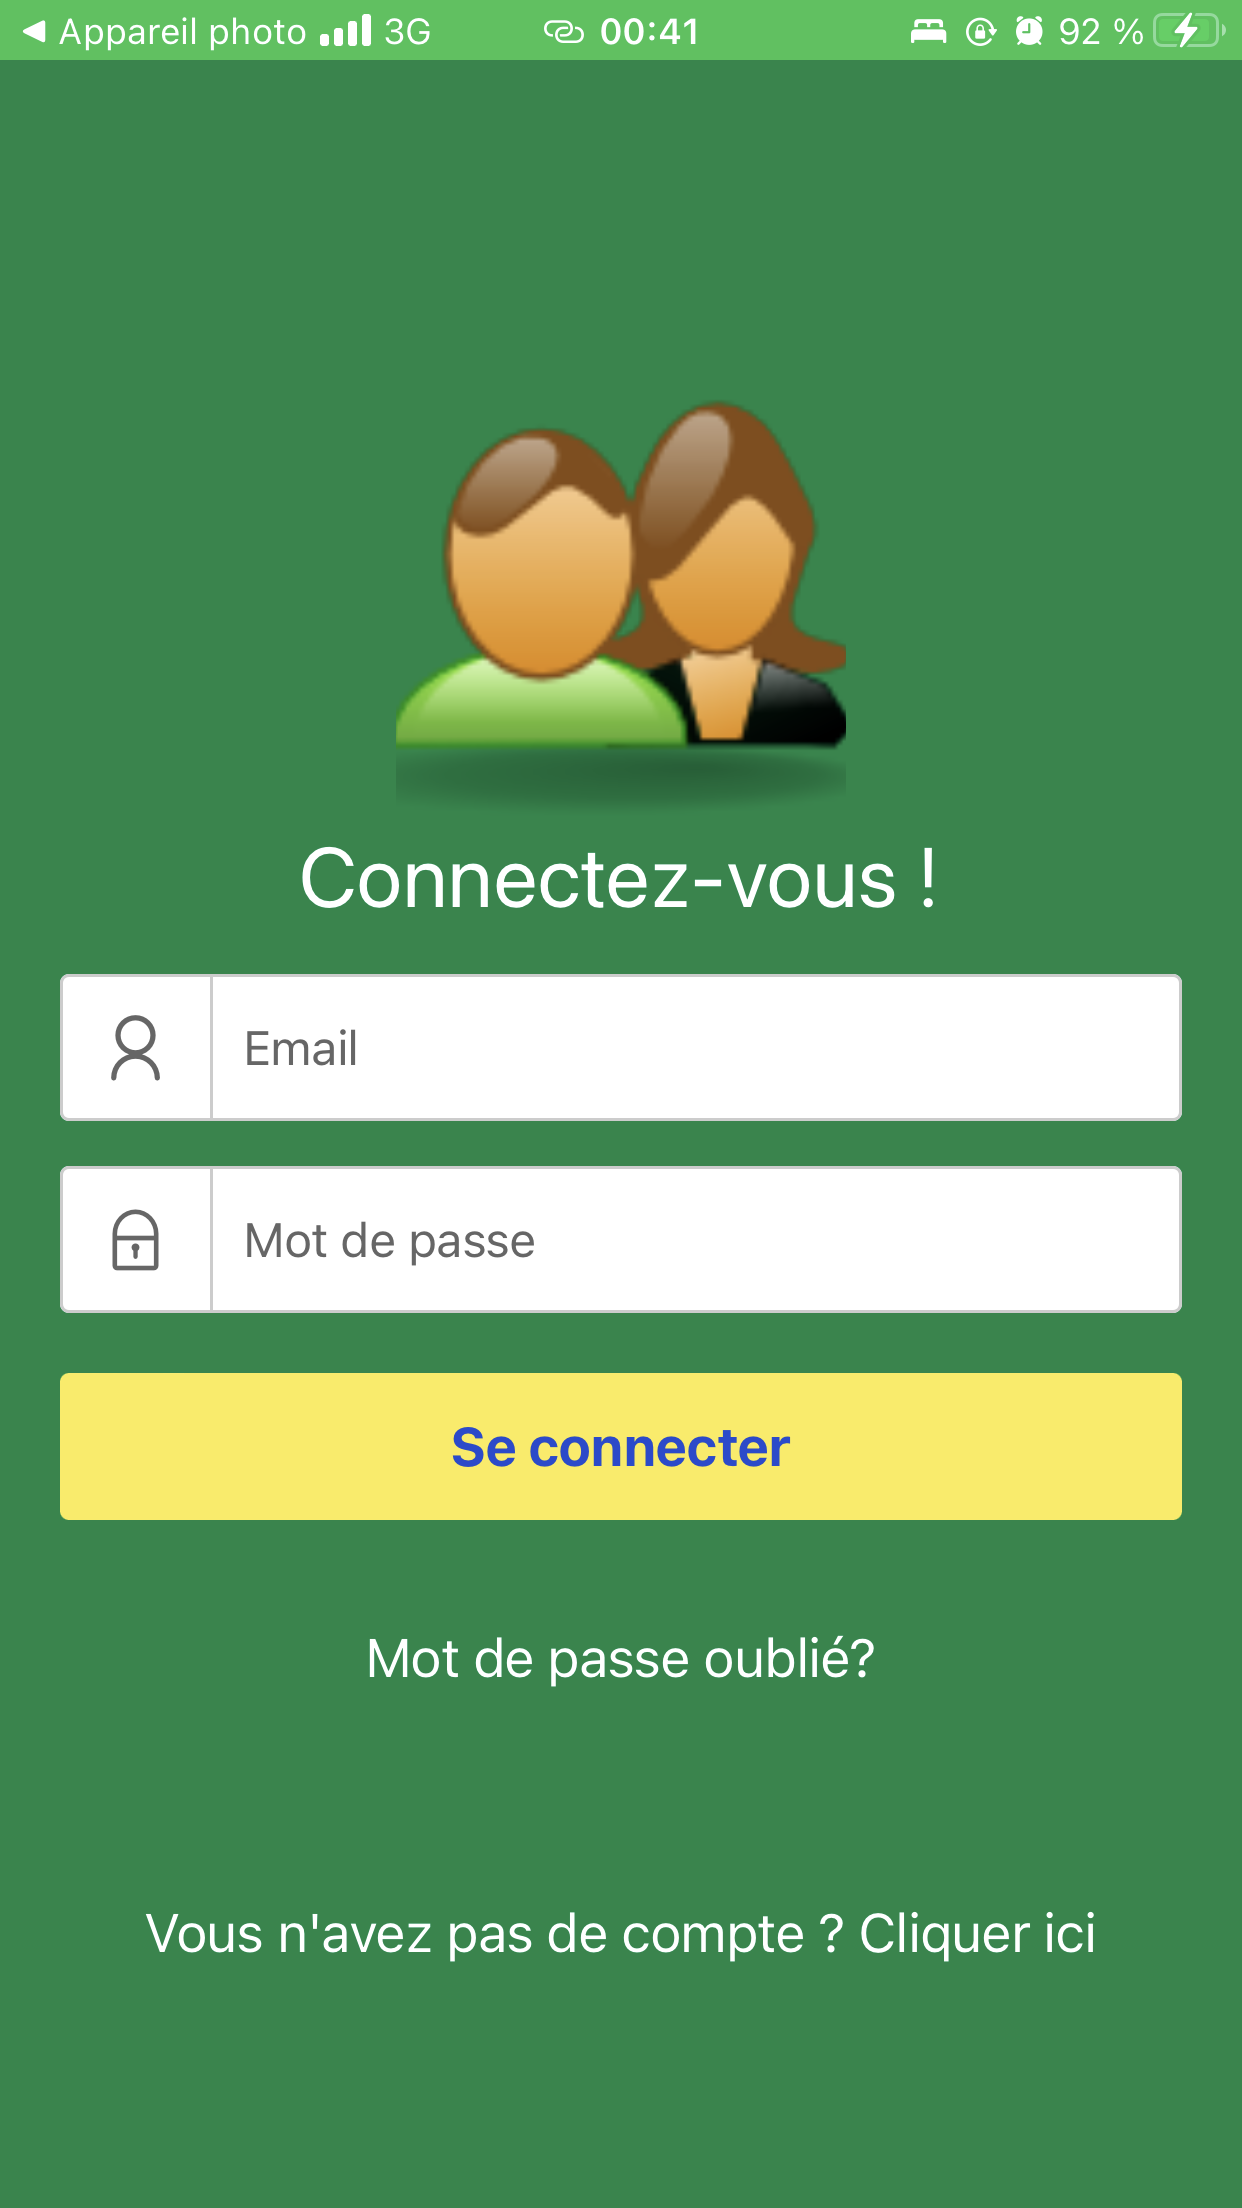 Appareil photo 3G 00:41 92 %
Connectez-vous !
Email
Mot de passe
Se connecter
Mot de passe oublié?
Vous n'avez pas de compte ? Cliquer ici